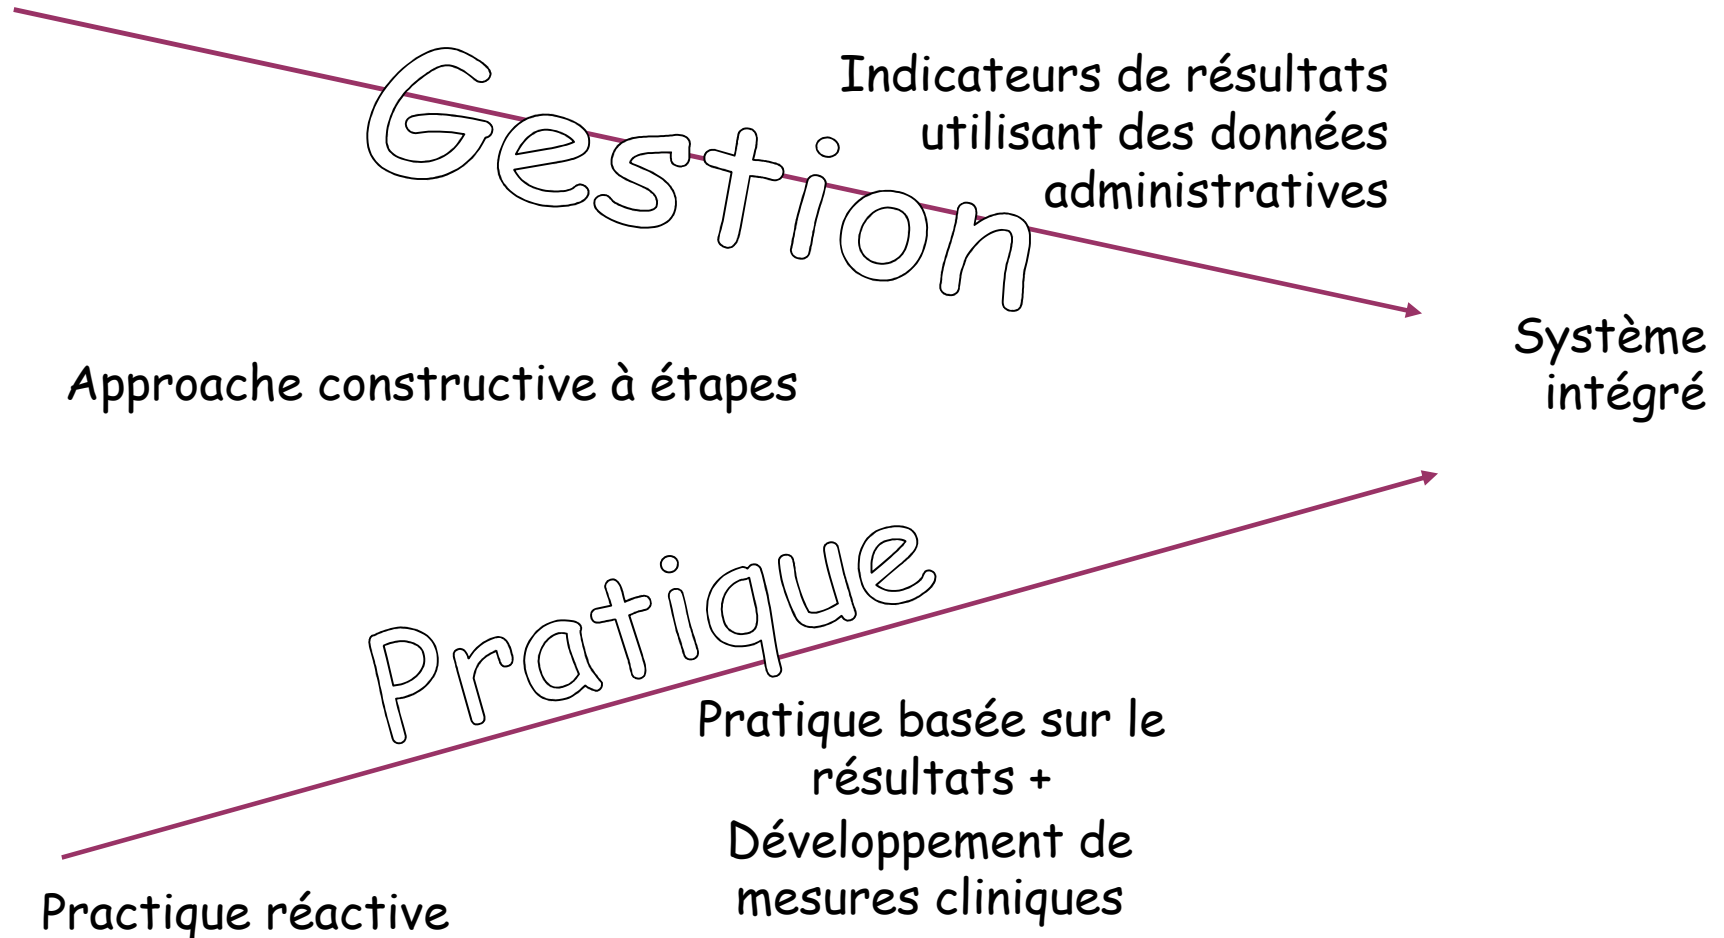 Gestion
Indicateurs de résultats
utilisant des données
administratives
Système
intégré
Approache constructive à étapes
Pratique
Pratique basée sur le
résultats +
Développement de
mesures cliniques
Practique réactive